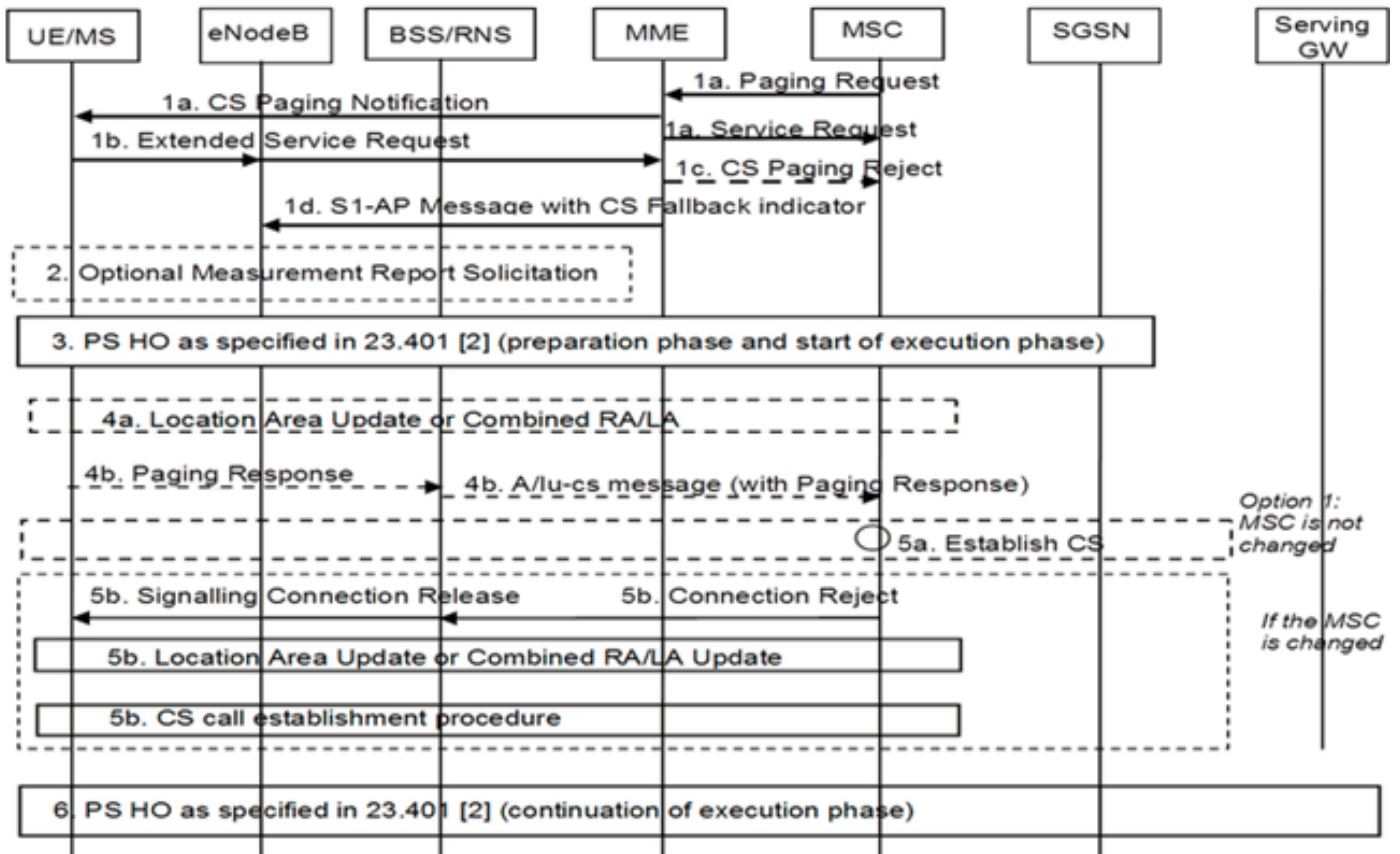 UE/MS
eNodeB
BSS/RNS
MME
MSC
SGSN
Serving
GW
1a. Paging Request
1a. CS Paging Notification
1a. Service Request
1b. Extended Service Request
1c. CS Paging Reject
1d. S1-AP Message with CS Fallback indicator
2. Optional Measurement Report Solicitation
3. PS HO as specified in 23.401 [2] (preparation phase and start of execution phase)
4a. Location Area Update or Combined RA/LA
4b. Paging Response
4b. A/Iu-cs message (with Paging Response)
Option 1:
MSC is not
changed
5a. Establish CS
5b. Signalling Connection Release
5b. Connection Reject
If the MSC
is changed
5b. Location Area Update or Combined RA/LA Update
5b. CS call establishment procedure
6. PS HO as specified in 23.401 [2] (continuation of execution phase)